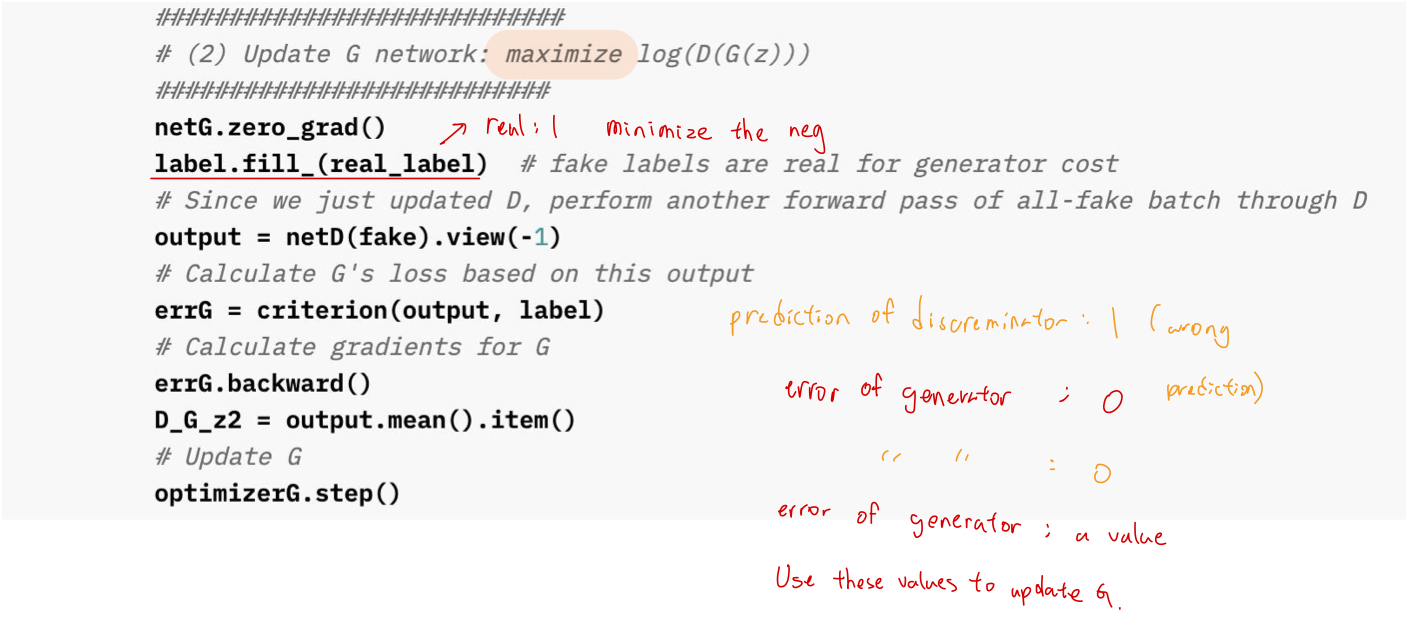 ############################
# (2) Update G network: maximize log(D(G(z)))
###########################
netG.zero_grad()
real: 1 minimize the neg
label.fill_(real_label) # fake labels are real for generator cost
# Since we just updated D, perform another forward pass of all-fake batch through D
output = netD(fake).view(-1)
# Calculate G's loss based on this output
errG = criterion(output, label)
prediction of discreminator: 1 (wrong
# Calculate gradients for G
errG.backward()
error of generator ; 0 prediction)
D_G_z2 = output.mean().item()
# Update G
" " : 0
optimizerG.step()
error of generator ; a value
Use these values to update G.